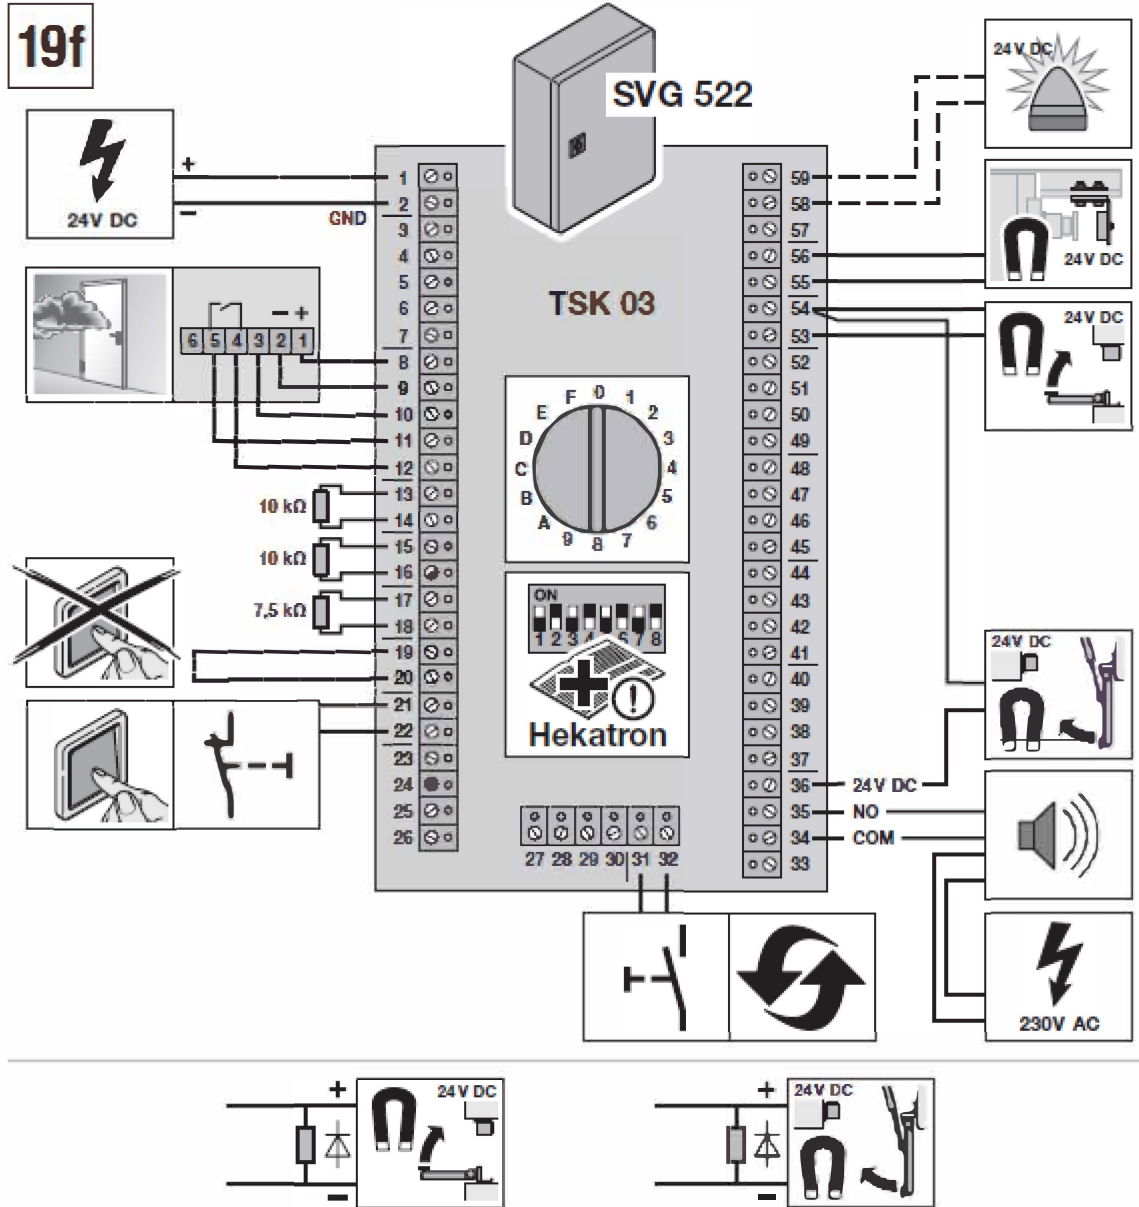 19f
SVG 522
24V DC
+
−
24V DC
GND
TSK 03
1
2
3
4
5
6
7
8
9
10
11
12
13
14
15
16
17
18
19
20
21
22
23
24
25
26
− +
6 5 4 3 2 1
10 kΩ
10 kΩ
7,5 kΩ
0 1 2 3 4 5 6 7 8 9 A B C D E F
ON
1 2 3 4 5 6 7 8
Hekatron
27 28 29 30 31 32
59
58
57
56
55
54
53
52
51
50
49
48
47
46
45
44
43
42
41
40
39
38
37
36
35
34
33
24V DC
NO
COM
24V DC
24V DC
24V DC
24V DC
230V AC
+
24V DC
−
+
24V DC
−